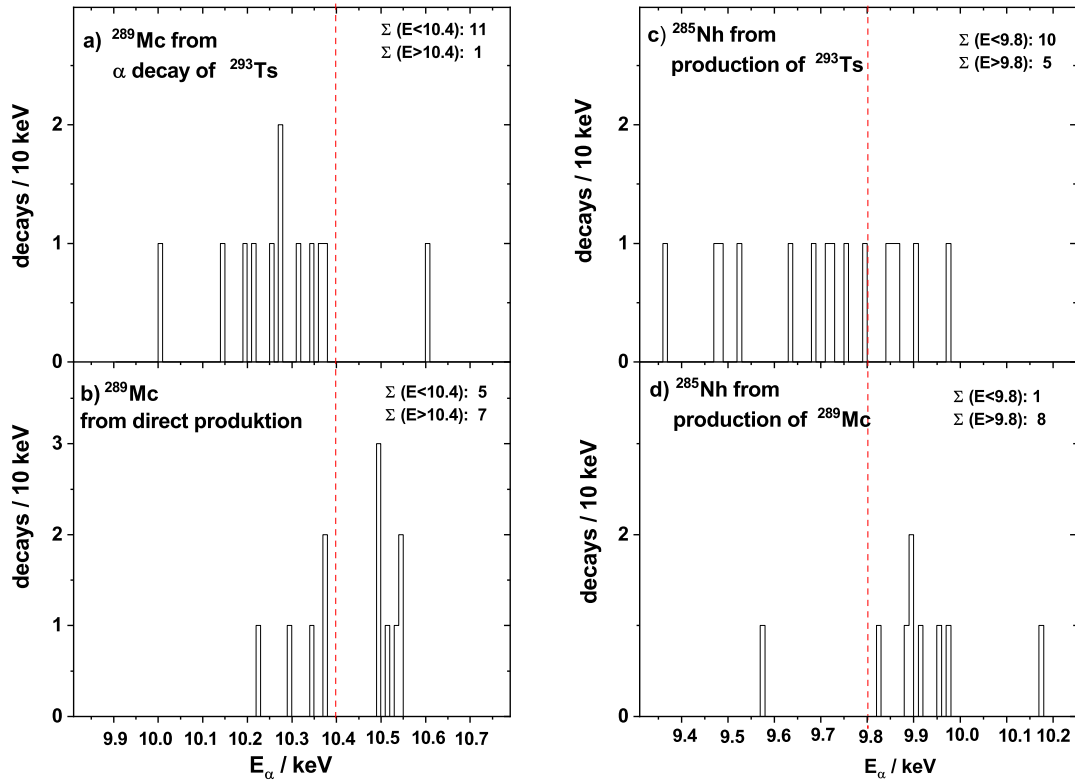 a) ²⁸⁹Mc from
α decay of ²⁹³Ts
Σ (E<10.4): 11
Σ (E>10.4): 1
decays / 10 keV
2
1
0
b) ²⁸⁹Mc
from direct produktion
Σ (E<10.4): 5
Σ (E>10.4): 7
decays / 10 keV
3
2
1
0
9.9 10.0 10.1 10.2 10.3 10.4 10.5 10.6 10.7
E_α / keV
c) ²⁸⁵Nh from
production of ²⁹³Ts
Σ (E<9.8): 10
Σ (E>9.8): 5
decays / 10 keV
2
1
0
d) ²⁸⁵Nh from
production of ²⁸⁹Mc
Σ (E<9.8): 1
Σ (E>9.8): 8
decays / 10 keV
2
0
9.4 9.5 9.6 9.7 9.8 9.9 10.0 10.1 10.2
E_α / keV